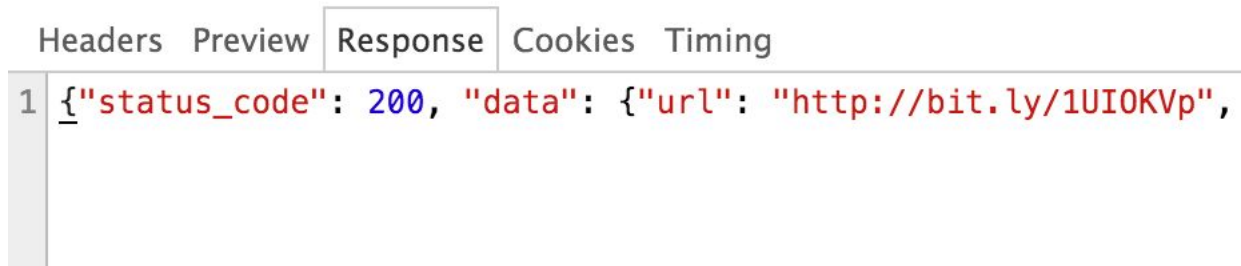 Headers Preview Response Cookies Timing
1 {"status_code": 200, "data": {"url": "http://bit.ly/1UIOKVp",